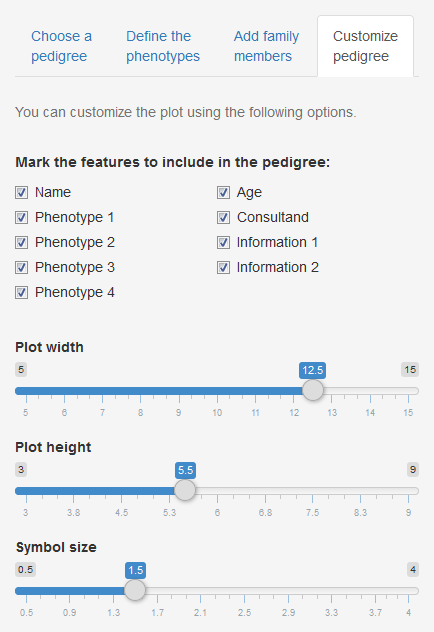 Choose a pedigree
Define the phenotypes
Add family members
Customize pedigree
You can customize the plot using the following options.
Mark the features to include in the pedigree:
Name
Age
Phenotype 1
Consultand
Phenotype 2
Information 1
Phenotype 3
Information 2
Phenotype 4
Plot width
5 12.5 15
5 6 7 8 9 10 11 12 13 14 15
Plot height
3 5.5 9
3 3.8 4.5 5.3 6 6.8 7.5 8.3 9
Symbol size
0.5 1.5 4
0.5 0.9 1.3 1.7 2.1 2.5 2.9 3.3 3.7 4